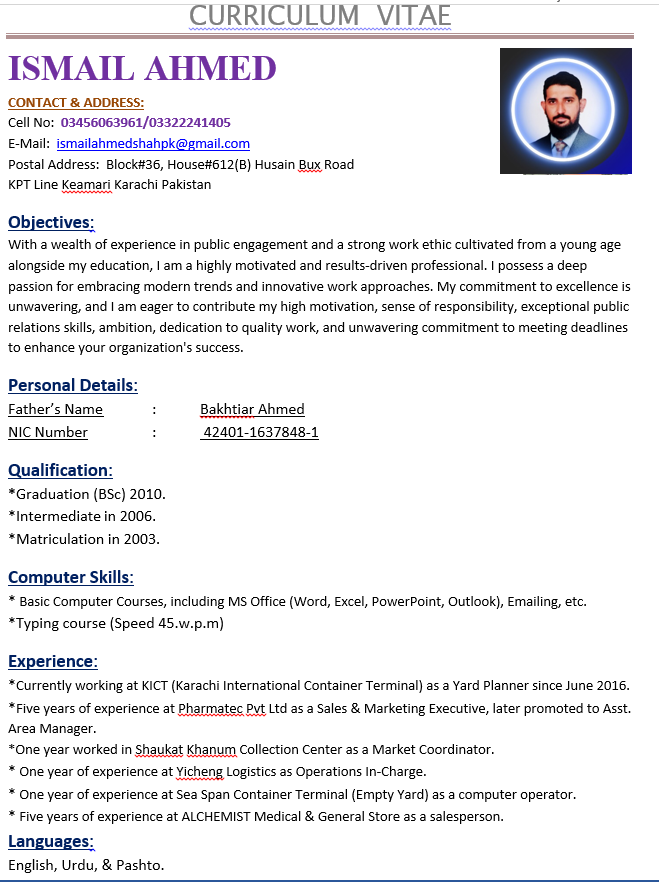 CURRICULUM VITAE
ISMAIL AHMED
CONTACT & ADDRESS:
Cell No: 03456063961/03322241405
E-Mail: ismailahmedshahpk@gmail.com
Postal Address: Block#36, House#612(B) Husain Bux Road
KPT Line Keamari Karachi Pakistan
Objectives:
With a wealth of experience in public engagement and a strong work ethic cultivated from a young age
alongside my education, I am a highly motivated and results-driven professional. I possess a deep
passion for embracing modern trends and innovative work approaches. My commitment to excellence is
unwavering, and I am eager to contribute my high motivation, sense of responsibility, exceptional public
relations skills, ambition, dedication to quality work, and unwavering commitment to meeting deadlines
to enhance your organization's success.
Personal Details:
Father’s Name : Bakhtiar Ahmed
NIC Number : 42401-1637848-1
Qualification:
*Graduation (BSc) 2010.
*Intermediate in 2006.
*Matriculation in 2003.
Computer Skills:
* Basic Computer Courses, including MS Office (Word, Excel, PowerPoint, Outlook), Emailing, etc.
*Typing course (Speed 45.w.p.m)
Experience:
*Currently working at KICT (Karachi International Container Terminal) as a Yard Planner since June 2016.
*Five years of experience at Pharmatec Pvt Ltd as a Sales & Marketing Executive, later promoted to Asst.
Area Manager.
*One year worked in Shaukat Khanum Collection Center as a Market Coordinator.
* One year of experience at Yicheng Logistics as Operations In-Charge.
* One year of experience at Sea Span Container Terminal (Empty Yard) as a computer operator.
* Five years of experience at ALCHEMIST Medical & General Store as a salesperson.
Languages:
English, Urdu, & Pashto.